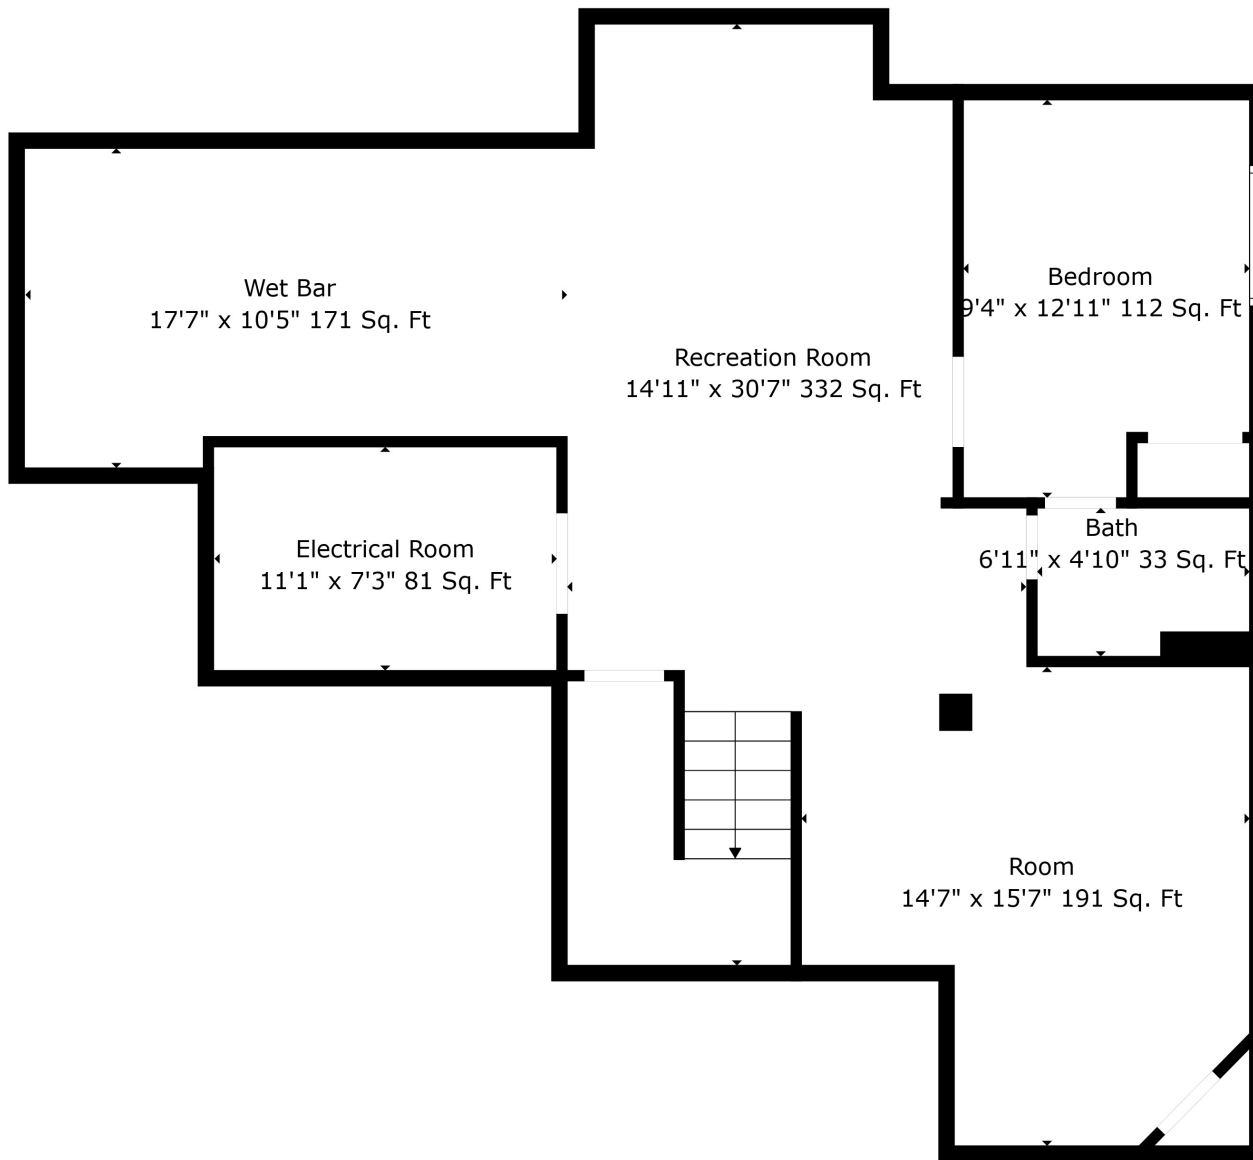 Wet Bar
17'7" x 10'5" 171 Sq. Ft
Recreation Room
14'11" x 30'7" 332 Sq. Ft
Bedroom
9'4" x 12'11" 112 Sq. Ft
Electrical Room
11'1" x 7'3" 81 Sq. Ft
Bath
6'11" x 4'10" 33 Sq. Ft
Room
14'7" x 15'7" 191 Sq. Ft